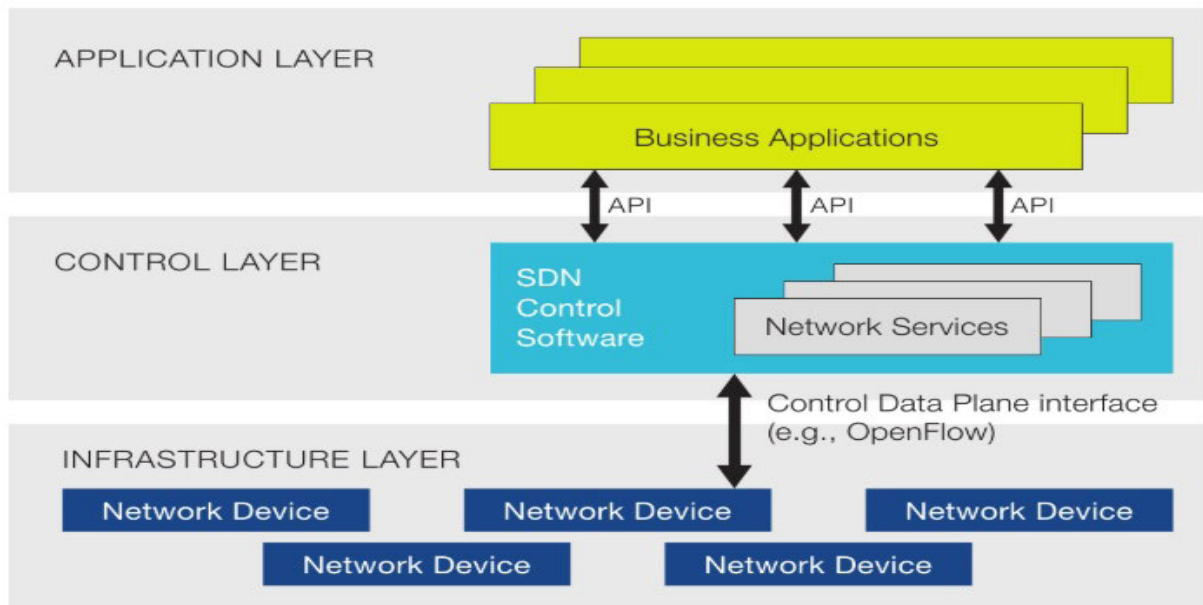 APPLICATION LAYER
Business Applications
API
API
API
CONTROL LAYER
SDN
Control
Software
Network Services
Control Data Plane interface
(e.g., OpenFlow)
INFRASTRUCTURE LAYER
Network Device
Network Device
Network Device
Network Device
Network Device